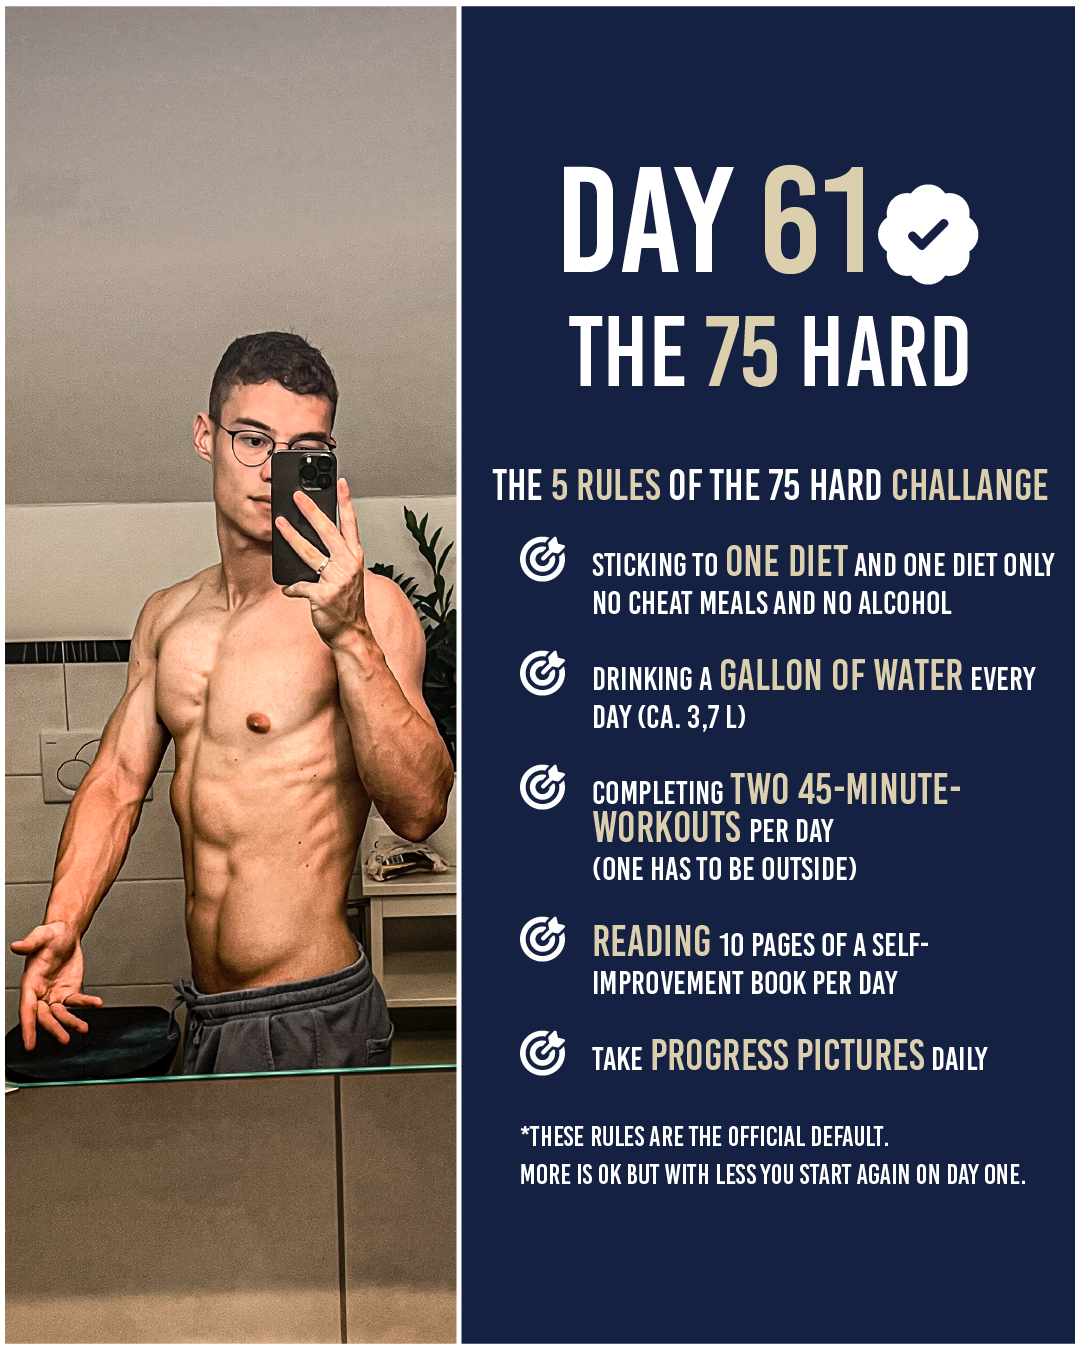 DAY 61
THE 75 HARD
THE 5 RULES OF THE 75 HARD CHALLANGE
STICKING TO ONE DIET AND ONE DIET ONLY
NO CHEAT MEALS AND NO ALCOHOL
DRINKING A GALLON OF WATER EVERY
DAY (CA. 3,7 L)
COMPLETING TWO 45-MINUTE-
WORKOUTS PER DAY
(ONE HAS TO BE OUTSIDE)
READING 10 PAGES OF A SELF-
IMPROVEMENT BOOK PER DAY
TAKE PROGRESS PICTURES DAILY
*THESE RULES ARE THE OFFICIAL DEFAULT.
MORE IS OK BUT WITH LESS YOU START AGAIN ON DAY ONE.